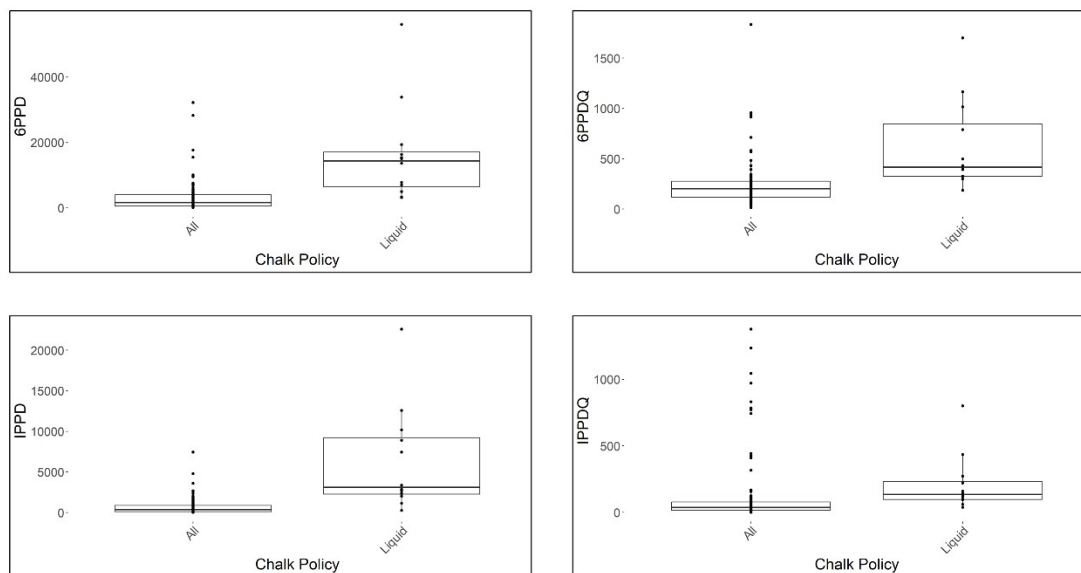 6PPD
40000
20000
0
All
Liquid
Chalk Policy
6PPDQ
1500
1000
500
0
All
Liquid
Chalk Policy
IPPD
20000
15000
10000
5000
0
All
Liquid
Chalk Policy
IPPDQ
1000
500
0
All
Liquid
Chalk Policy